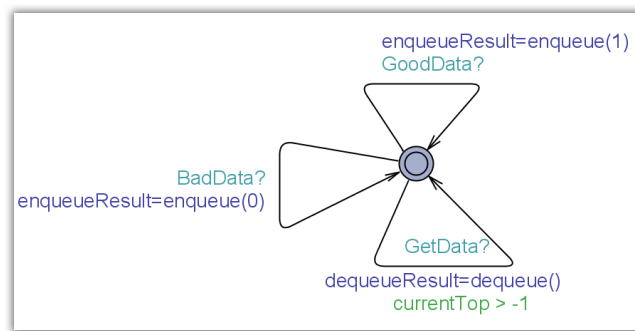 enqueueResult=enqueue(1)
GoodData?
BadData?
enqueueResult=enqueue(0)
GetData?
dequeueResult=dequeue()
currentTop > -1